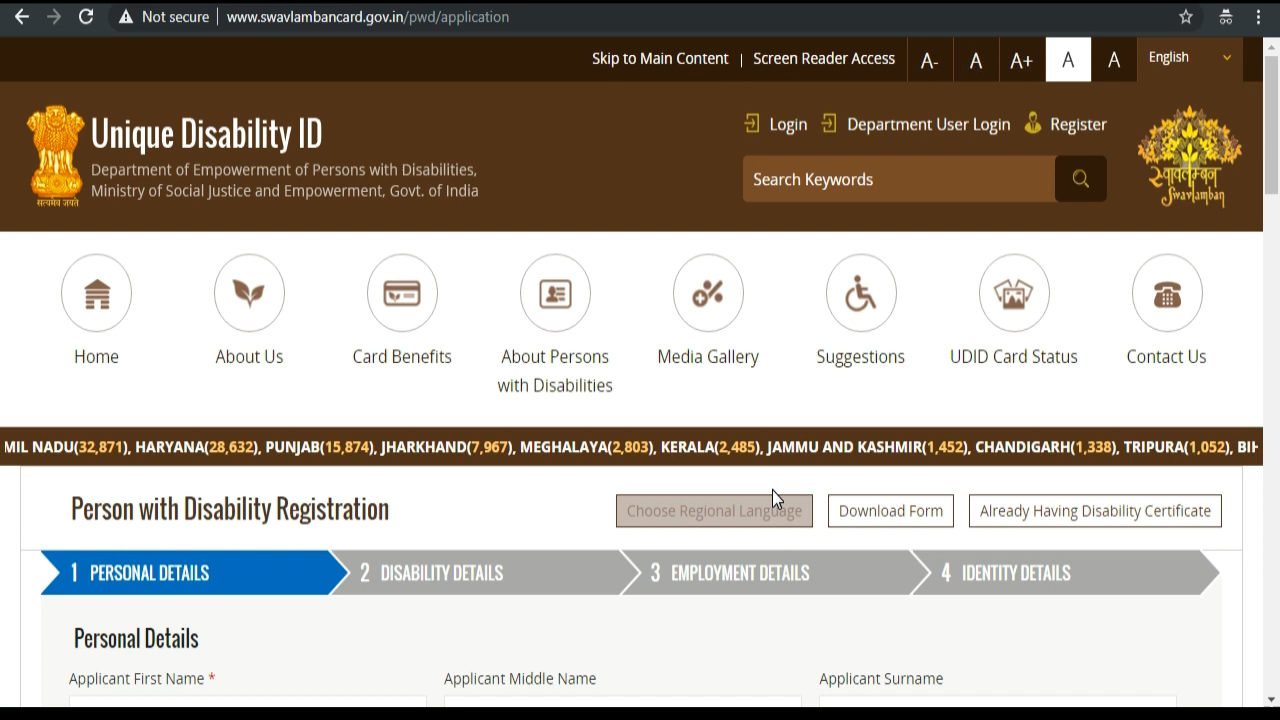 Not secure | www.swavlambancard.gov.in/pwd/application
Skip to Main Content | Screen Reader Access A- A A+ A A English
Unique Disability ID
Department of Empowerment of Persons with Disabilities,
Ministry of Social Justice and Empowerment, Govt. of India
सत्यमेव जयते
Login Department User Login Register
Search Keywords
स्वावलम्बन
Swavlamban
Home About Us Card Benefits About Persons with Disabilities Media Gallery Suggestions UDID Card Status Contact Us
MIL NADU(32,871), HARYANA(28,632), PUNJAB(15,874), JHARKHAND(7,967), MEGHALAYA(2,803), KERALA(2,485), JAMMU AND KASHMIR(1,452), CHANDIGARH(1,338), TRIPURA(1,052), BIH
Person with Disability Registration Choose Regional Language Download Form Already Having Disability Certificate
1 PERSONAL DETAILS 2 DISABILITY DETAILS 3 EMPLOYMENT DETAILS 4 IDENTITY DETAILS
Personal Details
Applicant First Name * Applicant Middle Name Applicant Surname